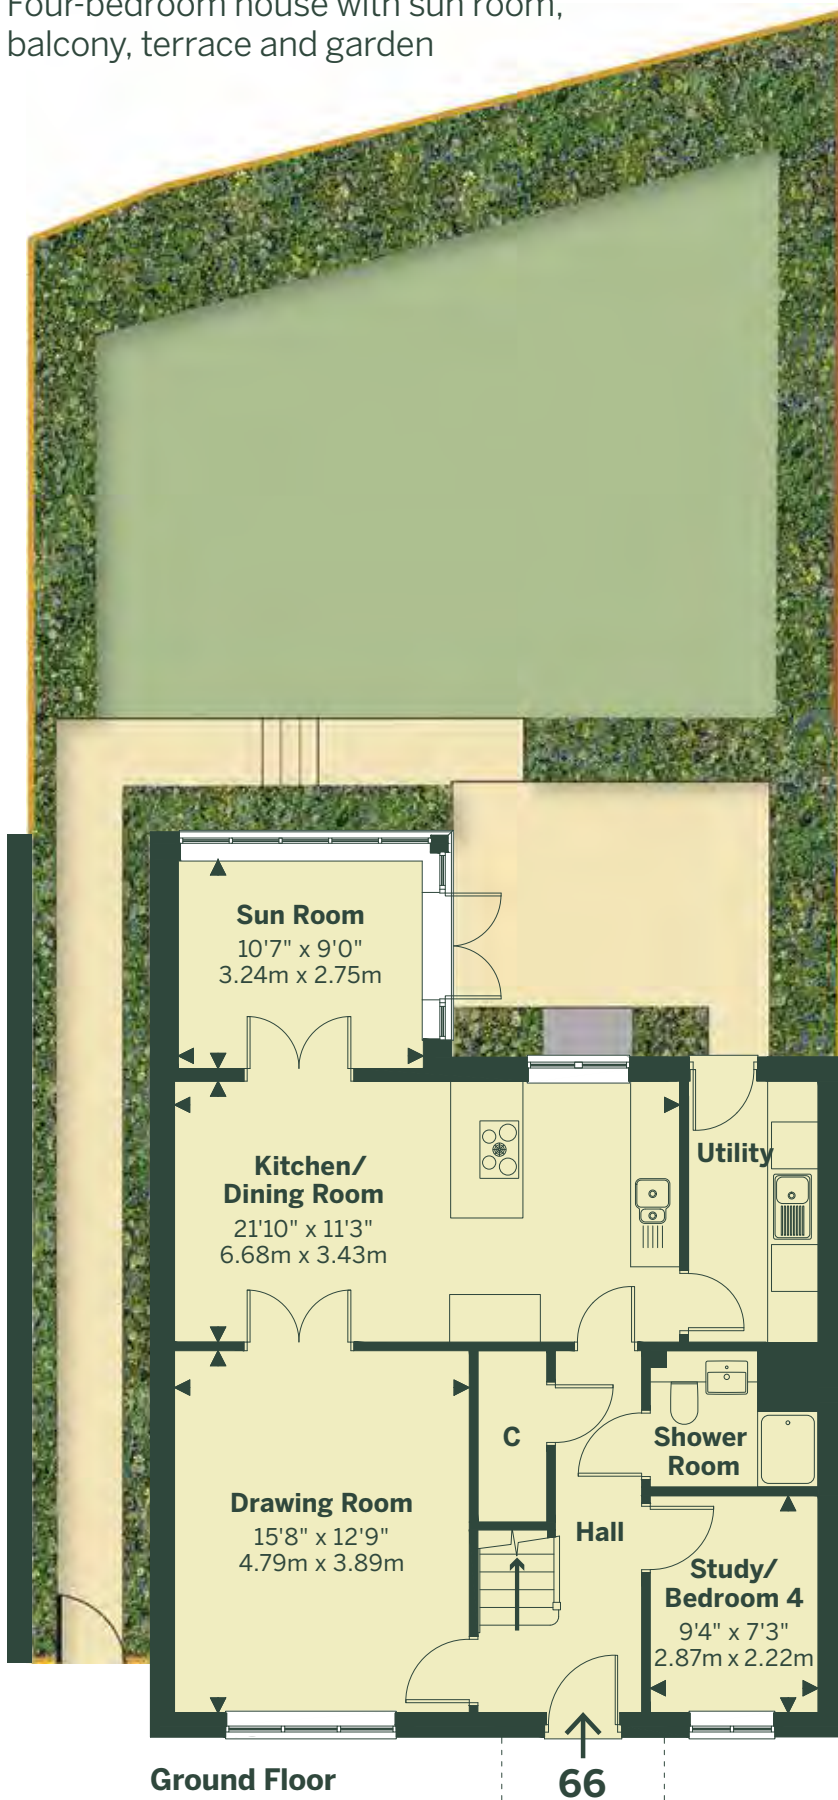 Four-bedroom house with sun room,
balcony, terrace and garden
Sun Room
10'7" x 9'0"
3.24m x 2.75m
Kitchen/
Dining Room
21'10" x 11'3"
6.68m x 3.43m
Utility
Drawing Room
15'8" x 12'9"
4.79m x 3.89m
C
Shower
Room
Hall
Study/
Bedroom 4
9'4" x 7'3"
2.87m x 2.22m
Ground Floor
66